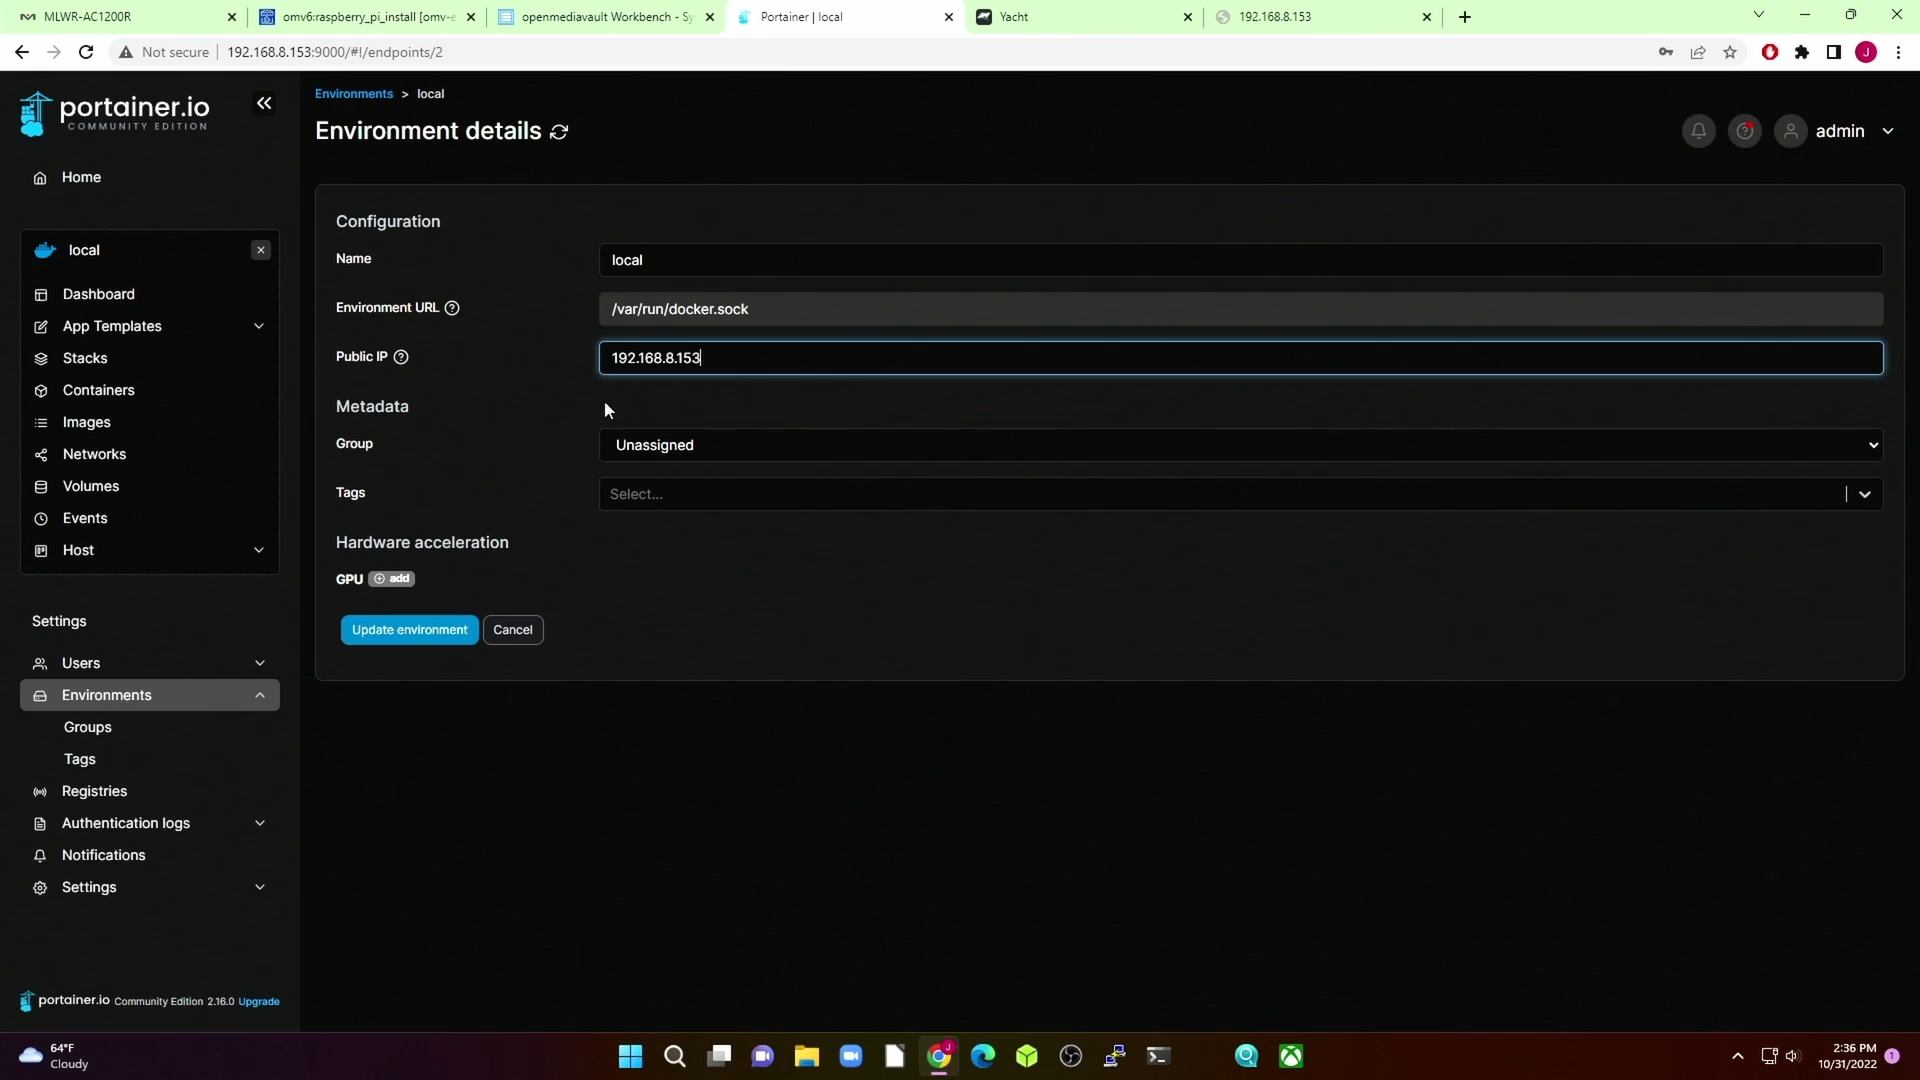 MLWR-AC1200R
omv6:raspberry_pi_install [omv-e
openmediavault Workbench - Sy
Portainer | local
Yacht
192.168.8.153
Not secure
192.168.8.153:9000/#!/endpoints/2
J
portainer.io
COMMUNITY EDITION
Environments > local
Environment details
admin
Home
local
Dashboard
App Templates
Stacks
Containers
Images
Networks
Volumes
Events
Host
Settings
Users
Environments
Groups
Tags
Registries
Authentication logs
Notifications
Settings
portainer.io Community Edition 2.16.0 Upgrade
Configuration
Name
local
Environment URL
/var/run/docker.sock
Public IP
192.168.8.153
Metadata
Group
Unassigned
Tags
Select...
Hardware acceleration
GPU add
Update environment
Cancel
64°F
Cloudy
2:36 PM
10/31/2022
1